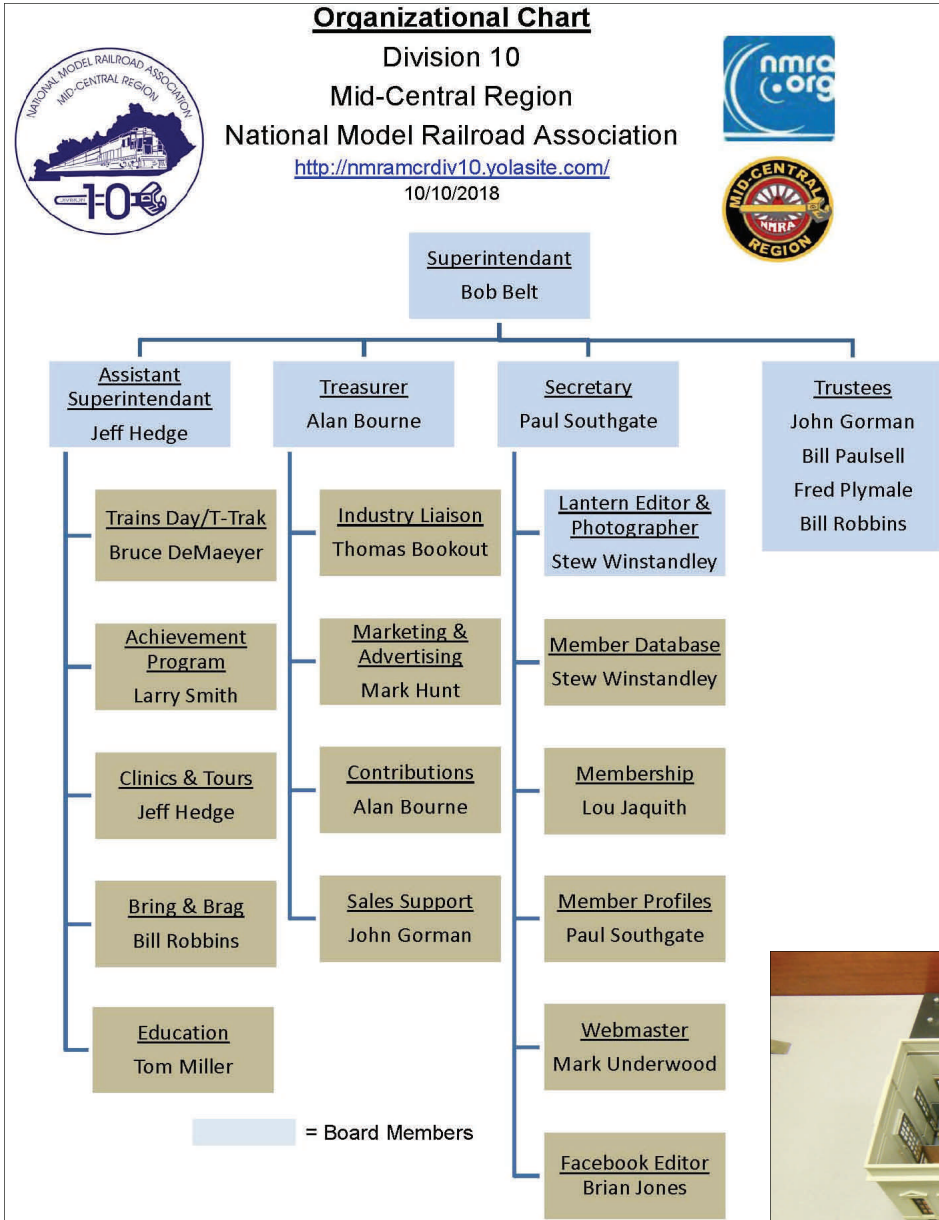 Organizational Chart
Division 10
Mid-Central Region
National Model Railroad Association
http://nmramcrdiv10.yolasite.com/
10/10/2018
NATIONAL MODEL RAILROAD ASSOCIATION
MID-CENTRAL REGION
DIVISION
10
nmra
.org
MID-CENTRAL
NMRA
REGION
Superintendant
Bob Belt
Assistant
Superintendant
Jeff Hedge
Treasurer
Alan Bourne
Secretary
Paul Southgate
Trustees
John Gorman
Bill Paulsell
Fred Plymale
Bill Robbins
Trains Day/T-Trak
Bruce DeMaeyer
Achievement
Program
Larry Smith
Clinics & Tours
Jeff Hedge
Bring & Brag
Bill Robbins
Education
Tom Miller
Industry Liaison
Thomas Bookout
Marketing &
Advertising
Mark Hunt
Contributions
Alan Bourne
Sales Support
John Gorman
Lantern Editor &
Photographer
Stew Winstandley
Member Database
Stew Winstandley
Membership
Lou Jaquith
Member Profiles
Paul Southgate
Webmaster
Mark Underwood
Facebook Editor
Brian Jones
= Board Members